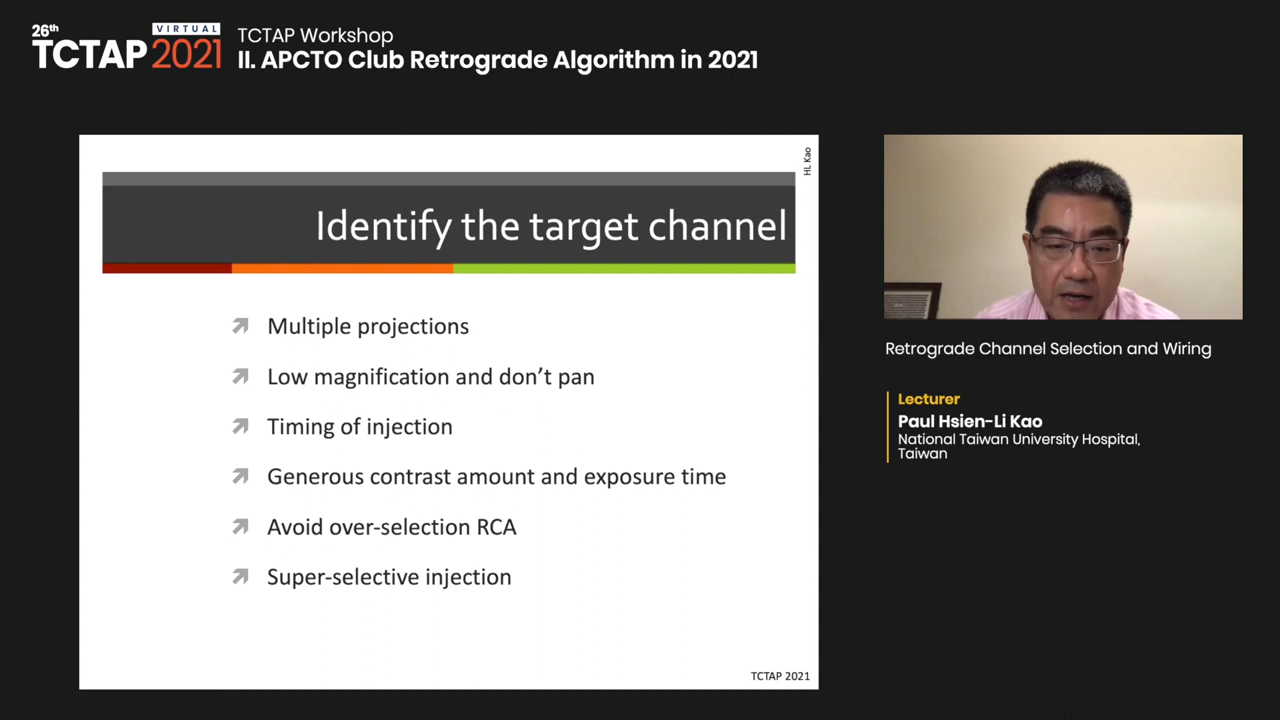 26th
VIRTUAL
TCTAP 2021
TCTAP Workshop
II. APCTO Club Retrograde Algorithm in 2021
HL Kao
Identify the target channel
Multiple projections
Low magnification and don’t pan
Timing of injection
Generous contrast amount and exposure time
Avoid over-selection RCA
Super-selective injection
TCTAP 2021
Retrograde Channel Selection and Wiring
Lecturer
Paul Hsien-Li Kao
National Taiwan University Hospital,
Taiwan